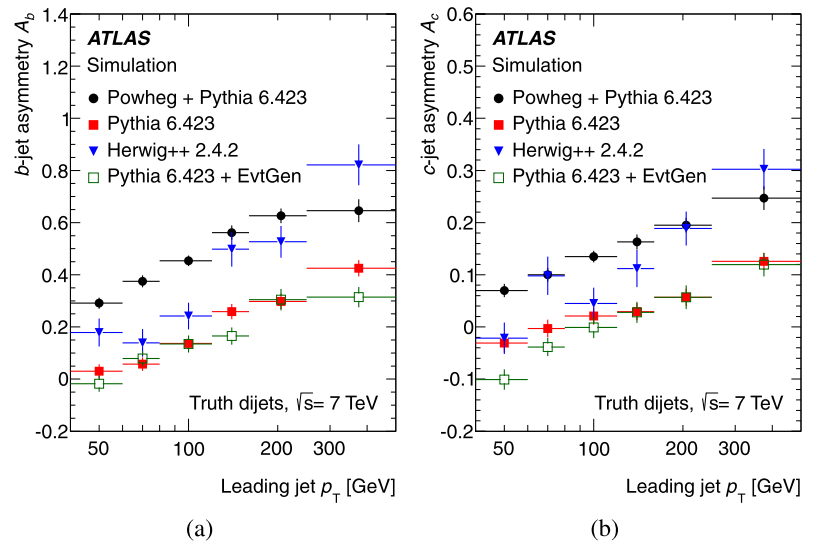 b-jet asymmetry A_b
1.4
1.2
1
0.8
0.6
0.4
0.2
0
-0.2
ATLAS
Simulation
Powheg + Pythia 6.423
Pythia 6.423
Herwig++ 2.4.2
Pythia 6.423 + EvtGen
Truth dijets, √s= 7 TeV
50 100 200 300
Leading jet p_T [GeV]
(a)
c-jet asymmetry A_c
0.6
0.5
0.4
0.3
0.2
0.1
0
-0.1
-0.2
ATLAS
Simulation
Powheg + Pythia 6.423
Pythia 6.423
Herwig++ 2.4.2
Pythia 6.423 + EvtGen
Truth dijets, √s= 7 TeV
50 100 200 300
Leading jet p_T [GeV]
(b)